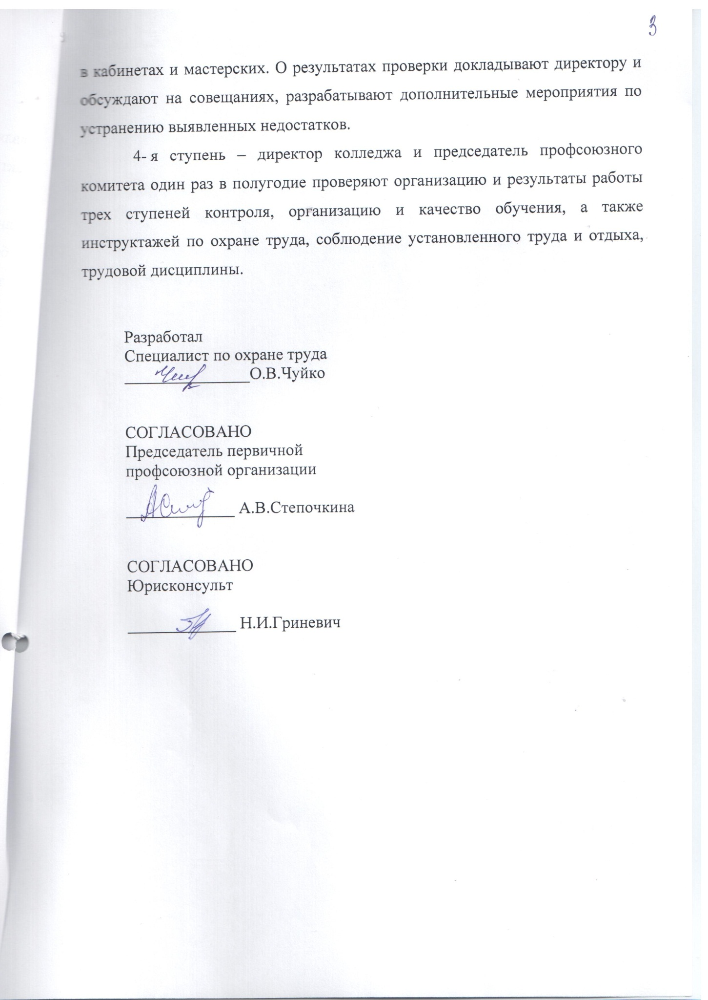 3
в кабинетах и мастерских. О результатах проверки докладывают директору и
обсуждают на совещаниях, разрабатывают дополнительные мероприятия по
устранению выявленных недостатков.
4- я ступень – директор колледжа и председатель профсоюзного
комитета один раз в полугодие проверяют организацию и результаты работы
трех ступеней контроля, организацию и качество обучения, а также
инструктажей по охране труда, соблюдение установленного труда и отдыха,
трудовой дисциплины.
Разработал
Специалист по охране труда
О.В.Чуйко
СОГЛАСОВАНО
Председатель первичной
профсоюзной организации
А.В.Степочкина
СОГЛАСОВАНО
Юрисконсульт
Н.И.Гриневич